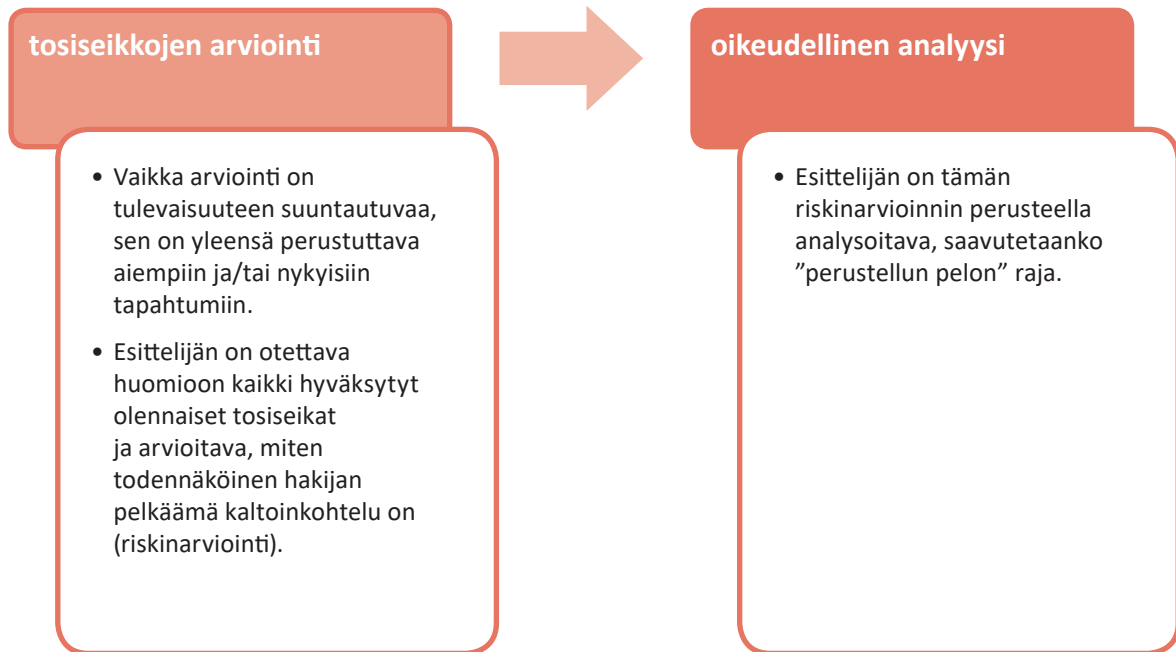 tosiseikkojen arviointi
• Vaikka arviointi on
tulevaisuuteen suuntautuvaa,
sen on yleensä perustuttava
aiempiin ja/tai nykyisiin
tapahtumiin.
• Esittelijän on otettava
huomioon kaikki hyväksytyt
olennaiset tosiseikat
ja arvioitava, miten
todennäköinen hakijan
pelkäämä kaltoinkohtelu on
(riskinarviointi).
oikeudellinen analyysi
• Esittelijän on tämän
riskinarvioinnin perusteella
analysoitava, saavutetaanko
”perustellun pelon” raja.